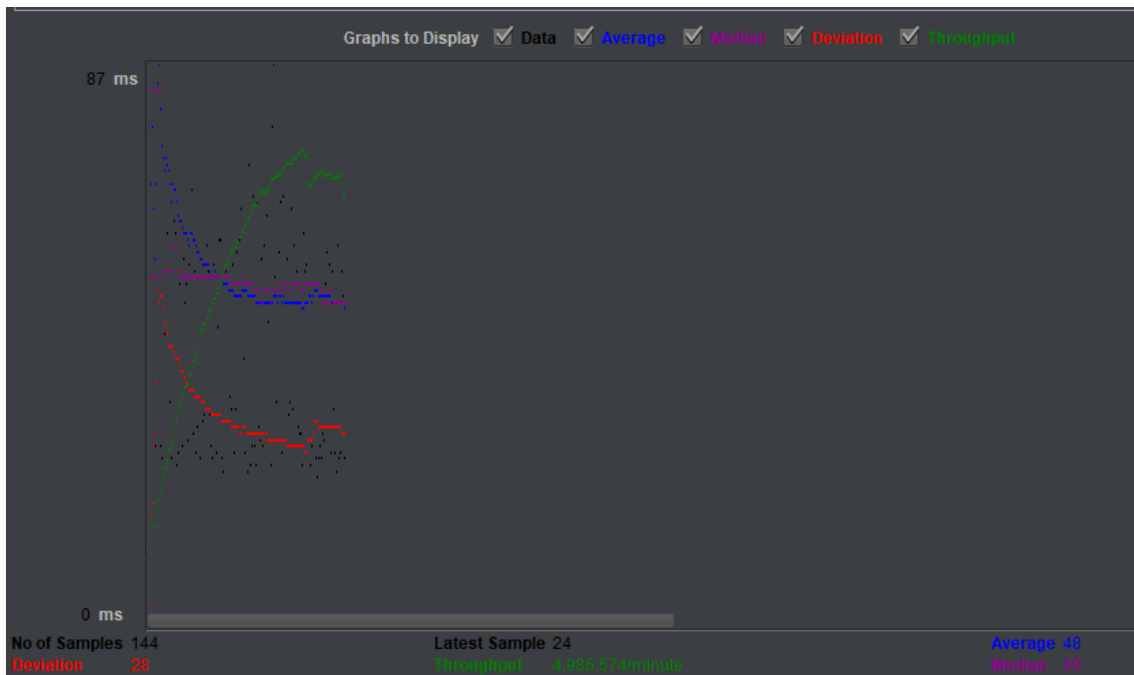 Graphs to Display Data Average Median Deviation Throughput
87 ms
0 ms
No of Samples 144 Latest Sample 24 Average 48
Deviation 28 Throughput 4,985.574/minute Median 49